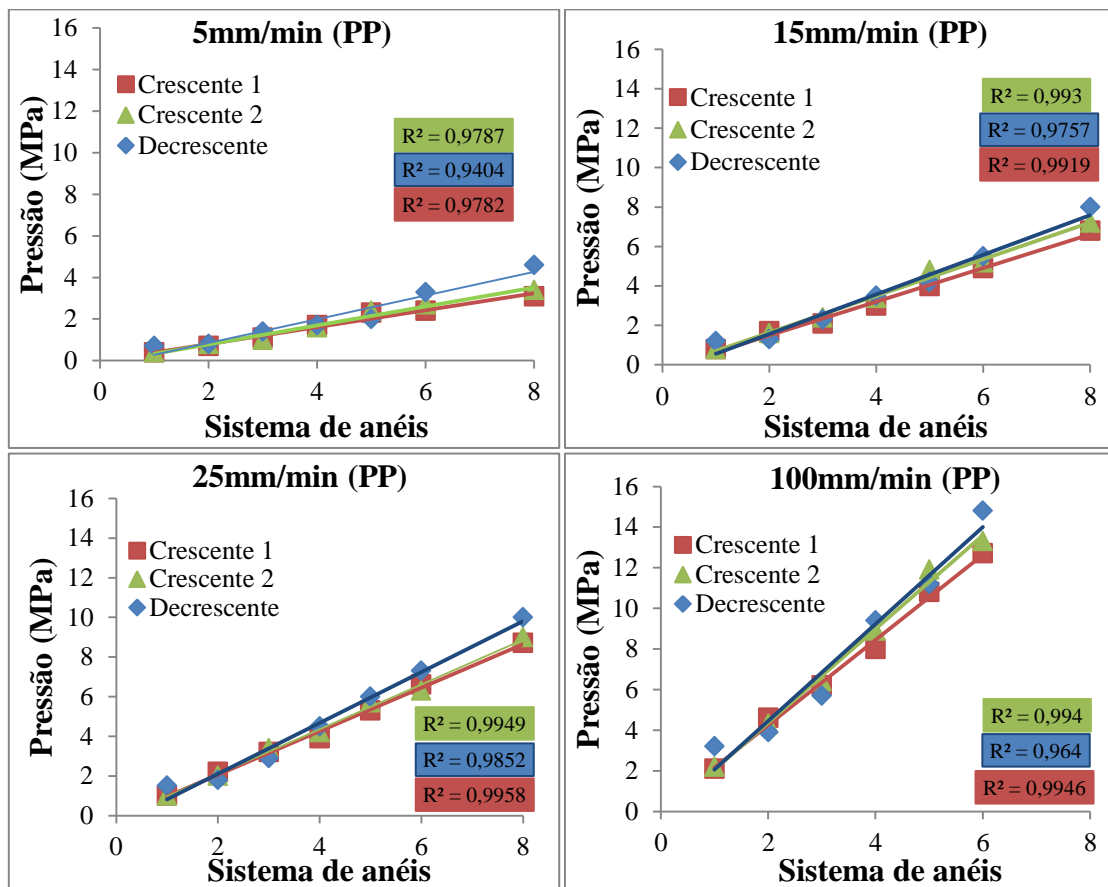 5mm/min (PP)
Pressão (MPa)
16
14
12
10
8
6
4
2
0
Crescente 1
Crescente 2
Decrescente
R² = 0,9787
R² = 0,9404
R² = 0,9782
0 2 4 6 8
Sistema de anéis
15mm/min (PP)
Pressão (MPa)
16
14
12
10
8
6
4
2
0
Crescente 1
Crescente 2
Decrescente
R² = 0,993
R² = 0,9757
R² = 0,9919
0 2 4 6 8
Sistema de anéis
25mm/min (PP)
Pressão (MPa)
16
14
12
10
8
6
4
2
0
Crescente 1
Crescente 2
Decrescente
R² = 0,9949
R² = 0,9852
R² = 0,9958
0 2 4 6 8
Sistema de anéis
100mm/min (PP)
Pressão (MPa)
16
14
12
10
8
6
4
2
0
Crescente 1
Crescente 2
Decrescente
R² = 0,994
R² = 0,964
R² = 0,9946
0 2 4 6 8
Sistema de anéis